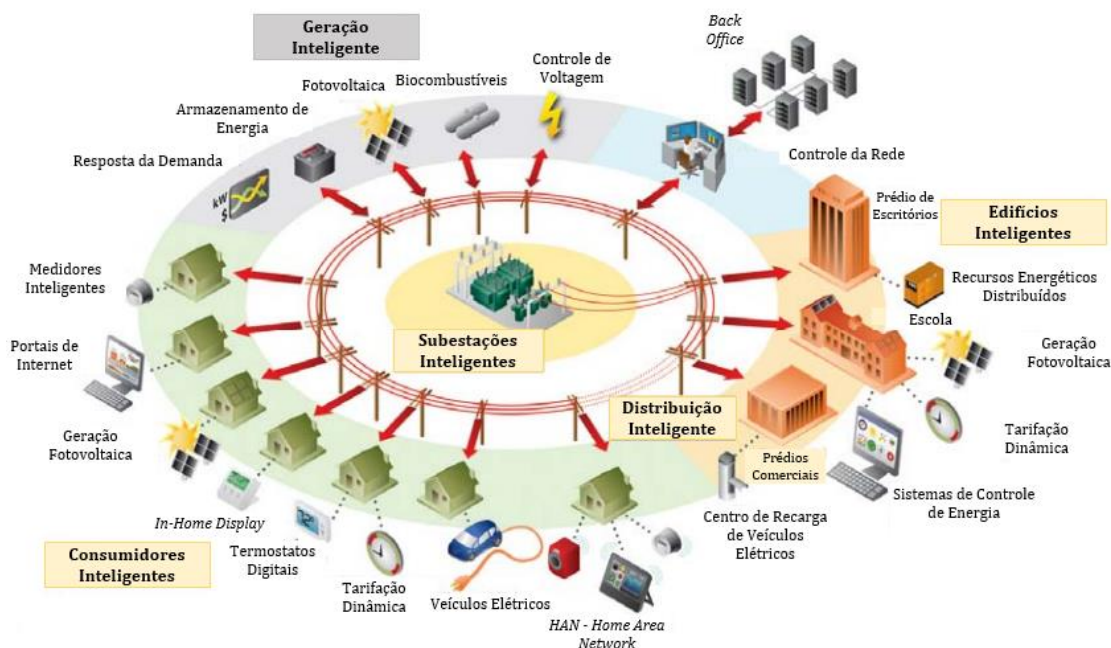 Geração
Inteligente
Back
Office
Fotovoltaica
Biocombustíveis
Controle de
Voltagem
Armazenamento de
Energia
Resposta da Demanda
kW
$
Controle da Rede
Prédio de
Escritórios
Edifícios
Inteligentes
Medidores
Inteligentes
Recursos Energéticos
Distribuídos
Escola
Portais de
Internet
Subestações
Inteligentes
Geração
Fotovoltaica
Distribuição
Inteligente
Geração
Fotovoltaica
Prédios
Comerciais
Tarifação
Dinâmica
In-Home Display
Sistemas de Controle
de Energia
Consumidores
Inteligentes
Termostatos
Digitais
Centro de Recarga
de Veículos
Elétricos
Tarifação
Dinâmica
Veículos Elétricos
HAN - Home Area
Network